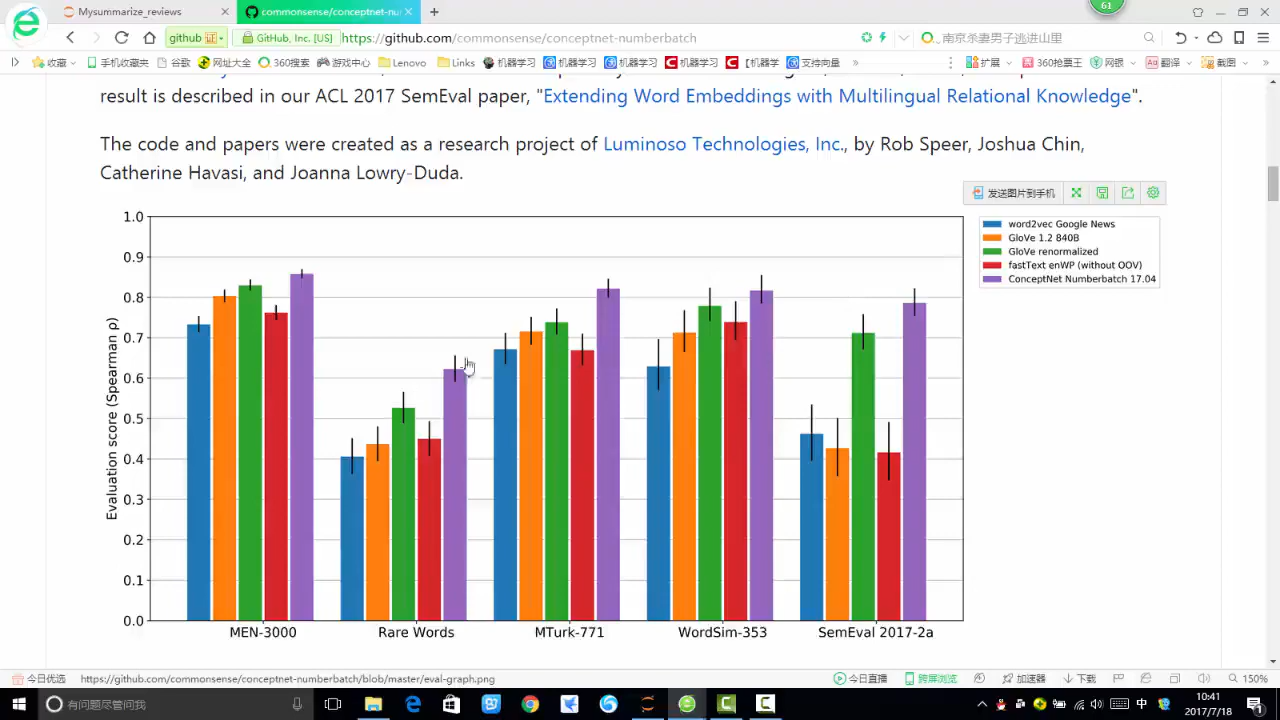 Mysummarize_reviews
commonsense/conceptnet-nu
61
github
证
GitHub, Inc. [US]
https://github.com/commonsense/conceptnet-numberbatch
南京杀妻男子逃进山里
收藏
手机收藏夹
谷歌
网址大全
360搜索
游戏中心
Lenovo
Links
机器学习
机器学习
机器学习
机器学习
【机器学
支持向量
»
扩展
360抢票王
网银
翻译
截图
»
result is described in our ACL 2017 SemEval paper, "Extending Word Embeddings with Multilingual Relational Knowledge".
The code and papers were created as a research project of Luminoso Technologies, Inc., by Rob Speer, Joshua Chin,
Catherine Havasi, and Joanna Lowry-Duda.
发送图片到手机
word2vec Google News
GloVe 1.2 840B
GloVe renormalized
fastText enWP (without OOV)
ConceptNet Numberbatch 17.04
Evaluation score (Spearman ρ)
1.0
0.9
0.8
0.7
0.6
0.5
0.4
0.3
0.2
0.1
0.0
MEN-3000
Rare Words
MTurk-771
WordSim-353
SemEval 2017-2a
今日优选
https://github.com/commonsense/conceptnet-numberbatch/blob/master/eval-graph.png
今日直播
跨屏浏览
加速器
下载
150%
有问题尽管问我
中
10:41
2017/7/18